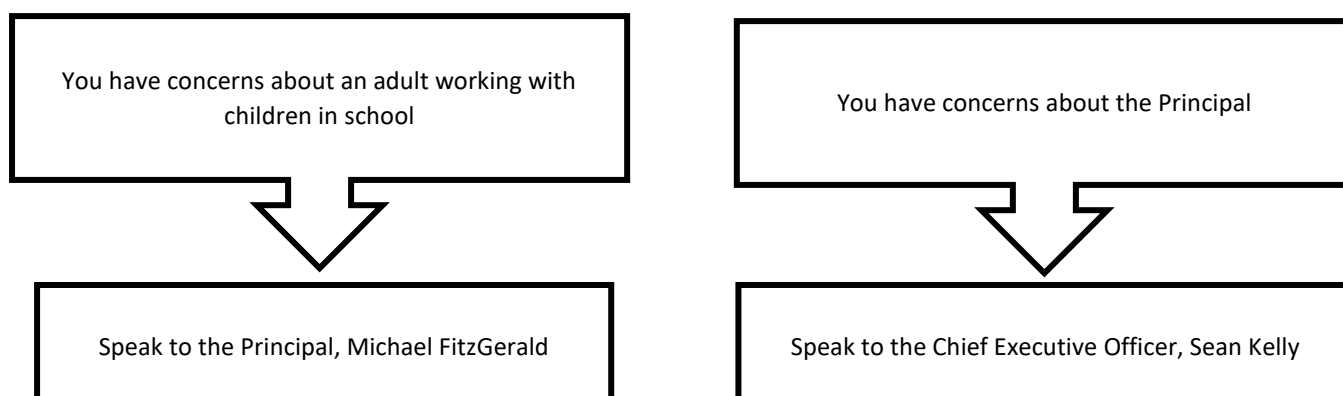 You have concerns about an adult working with
children in school
Speak to the Principal, Michael FitzGerald
You have concerns about the Principal
Speak to the Chief Executive Officer, Sean Kelly